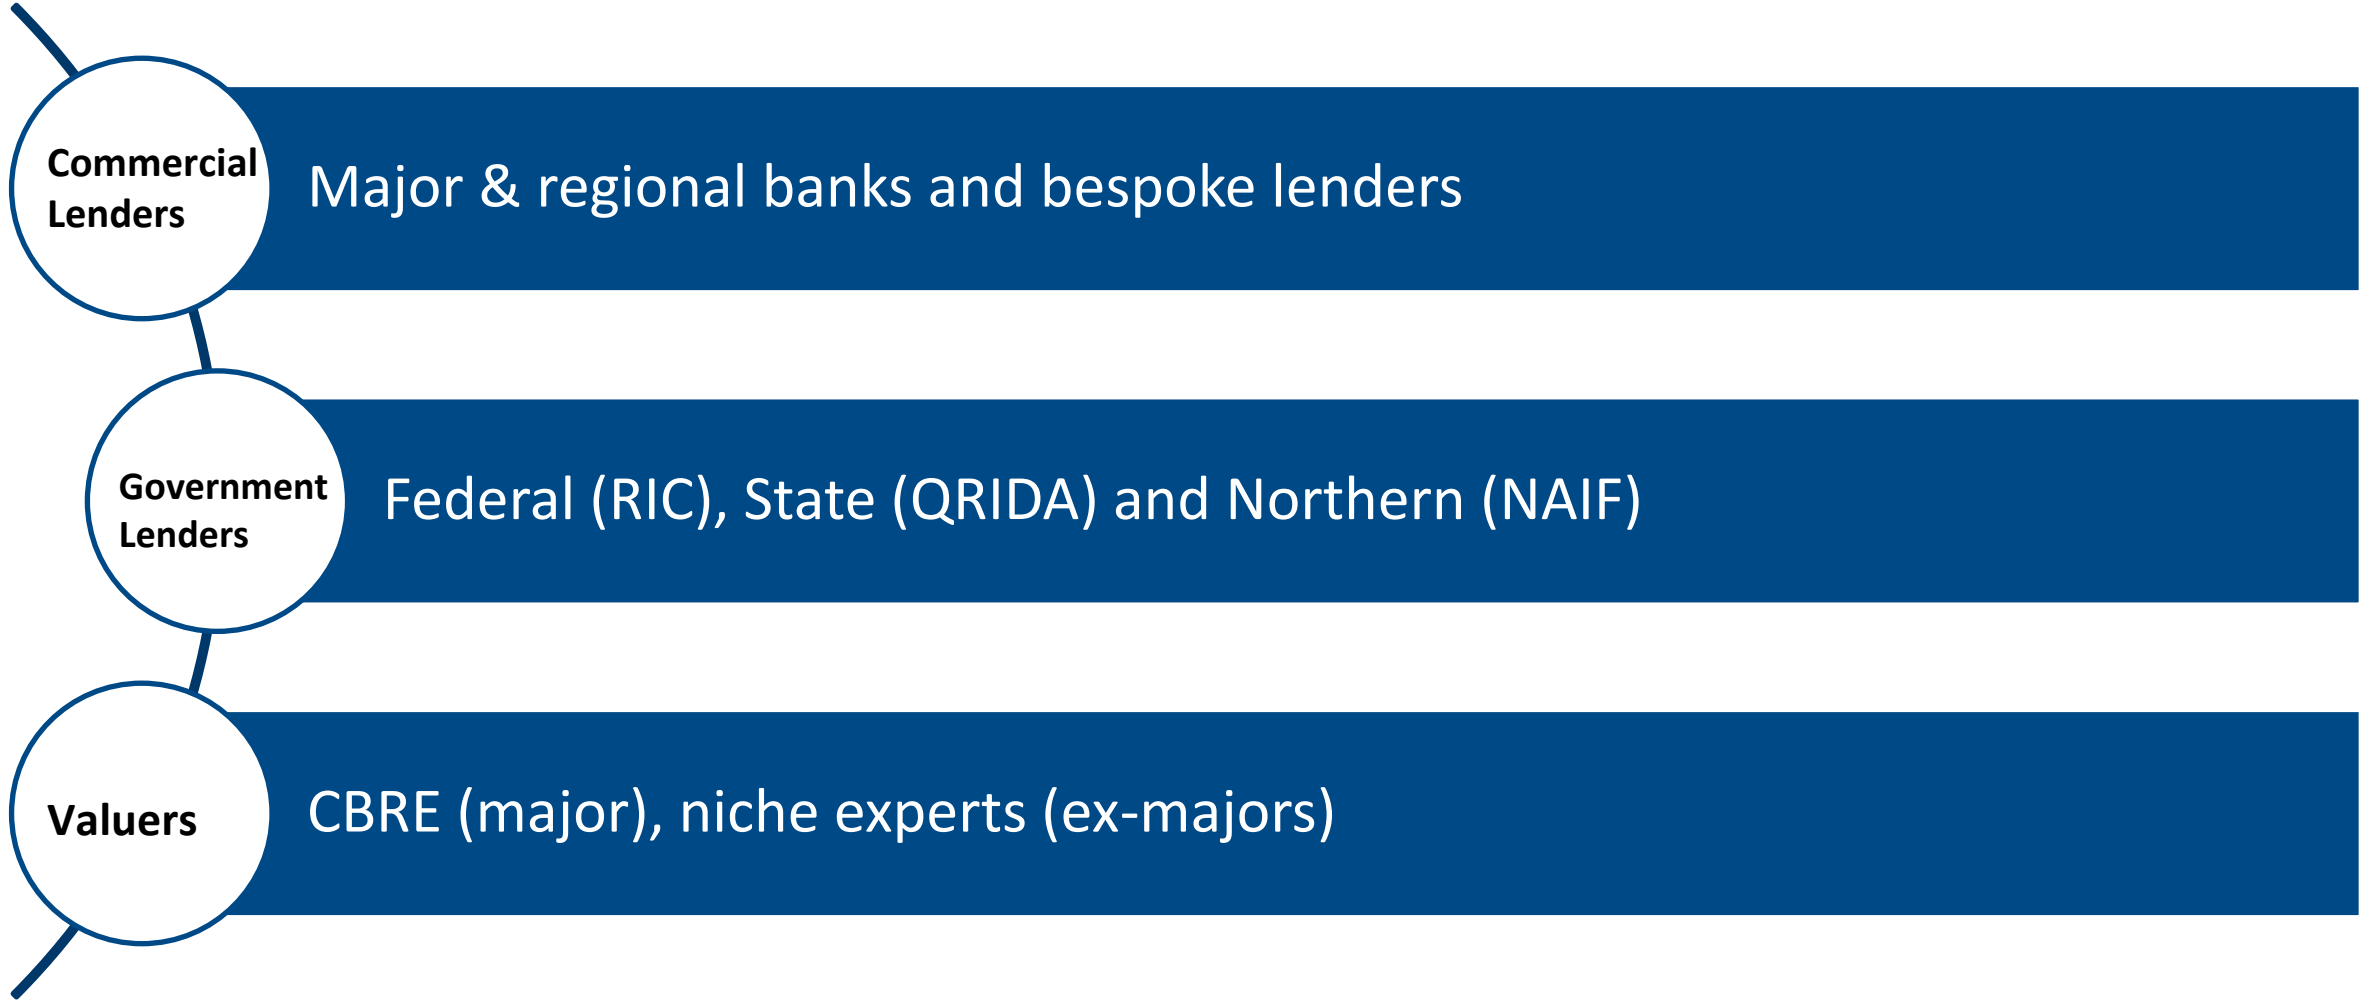 Commercial
Lenders
Major & regional banks and bespoke lenders
Government
Lenders
Federal (RIC), State (QRIDA) and Northern (NAIF)
Valuers
CBRE (major), niche experts (ex-majors)